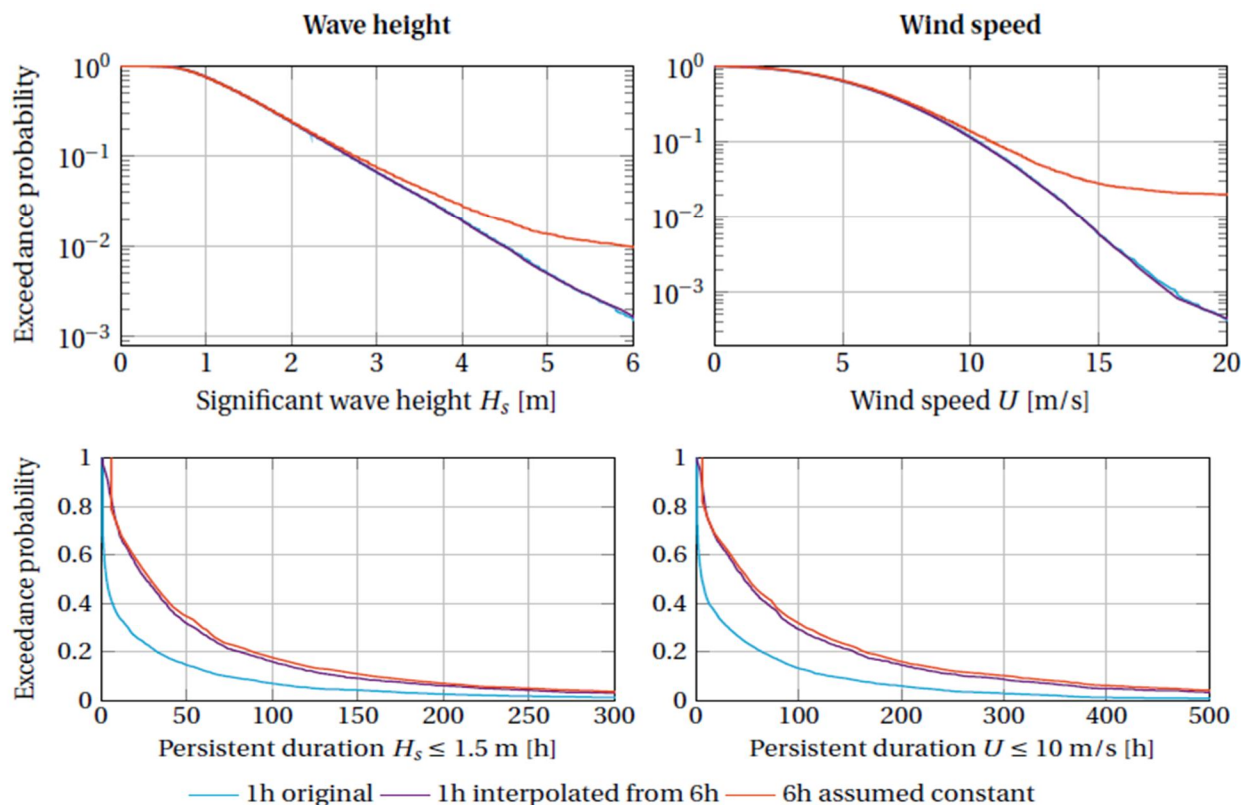 Wave height
Wind speed
Exceedance probability
10^0
10^-1
10^-2
10^-3
0 1 2 3 4 5 6
Significant wave height H_s [m]
10^0
10^-1
10^-2
10^-3
0 5 10 15 20
Wind speed U [m/s]
Exceedance probability
1
0.8
0.6
0.4
0.2
0
0 50 100 150 200 250 300
Persistent duration H_s ≤ 1.5 m [h]
1
0.8
0.6
0.4
0.2
0
0 100 200 300 400 500
Persistent duration U ≤ 10 m/s [h]
1h original 1h interpolated from 6h 6h assumed constant